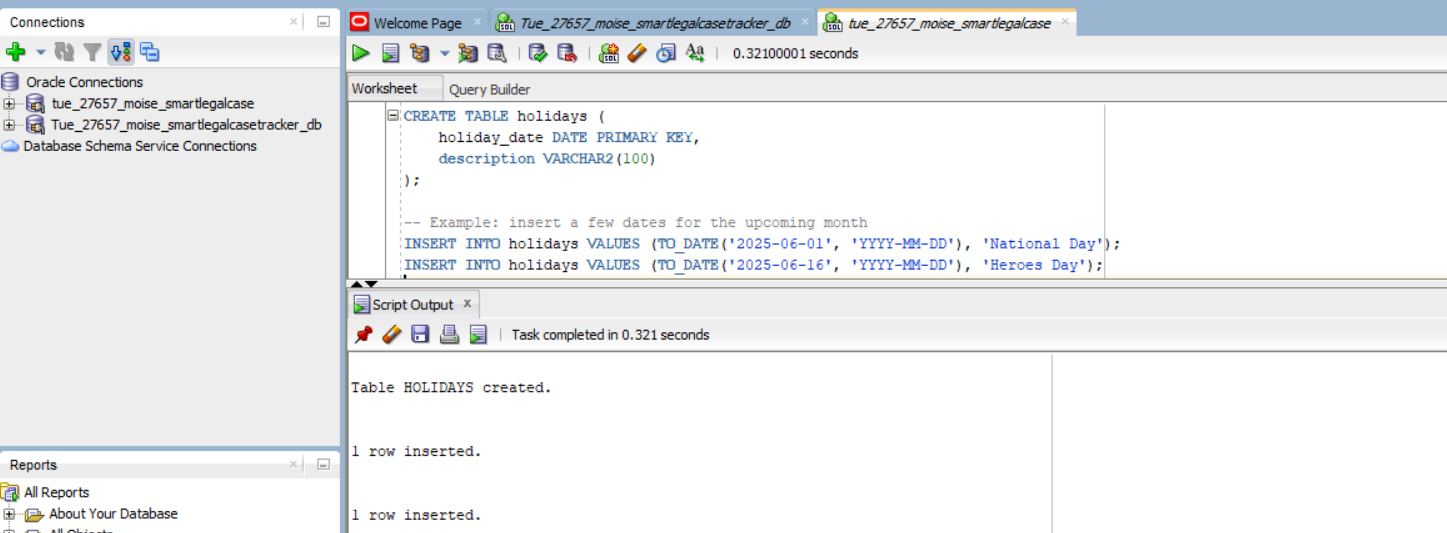 Connections
Oracle Connections
tue_27657_moise_smartlegalcase
Tue_27657_moise_smartlegalcasetracker_db
Database Schema Service Connections
Reports
All Reports
About Your Database
All Objects
Welcome Page
Tue_27657_moise_smartlegalcasetracker_db
tue_27657_moise_smartlegalcase
0.32100001 seconds
Worksheet
Query Builder
CREATE TABLE holidays (
holiday_date DATE PRIMARY KEY,
description VARCHAR2(100)
);
-- Example: insert a few dates for the upcoming month
INSERT INTO holidays VALUES (TO_DATE('2025-06-01', 'YYYY-MM-DD'), 'National Day');
INSERT INTO holidays VALUES (TO_DATE('2025-06-16', 'YYYY-MM-DD'), 'Heroes Day');
Script Output
Task completed in 0.321 seconds
Table HOLIDAYS created.
1 row inserted.
1 row inserted.